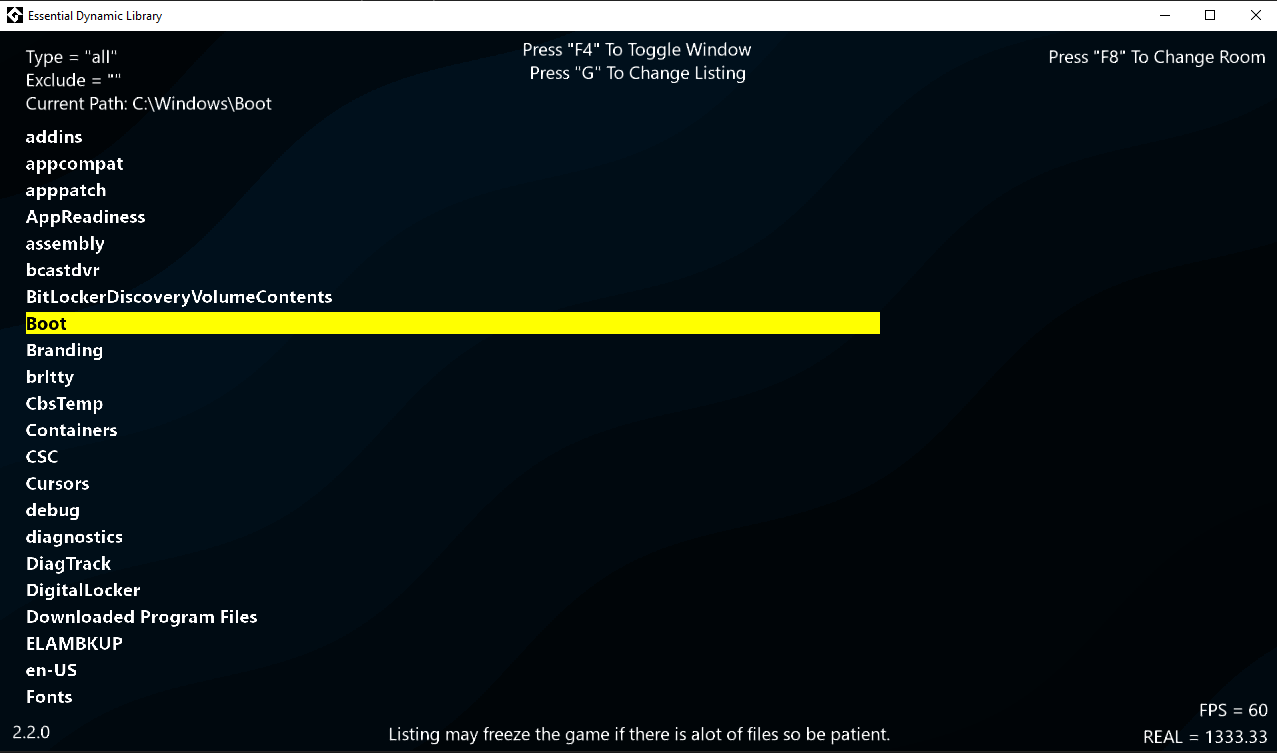 Essential Dynamic Library
Type = "all"
Exclude = ""
Current Path: C:\Windows\Boot
Press "F4" To Toggle Window
Press "G" To Change Listing
Press "F8" To Change Room
addins
appcompat
apppatch
AppReadiness
assembly
bcastdvr
BitLockerDiscoveryVolumeContents
Boot
Branding
brltty
CbsTemp
Containers
CSC
Cursors
debug
diagnostics
DiagTrack
DigitalLocker
Downloaded Program Files
ELAMBKUP
en-US
Fonts
2.2.0
Listing may freeze the game if there is alot of files so be patient.
FPS = 60
REAL = 1333.33